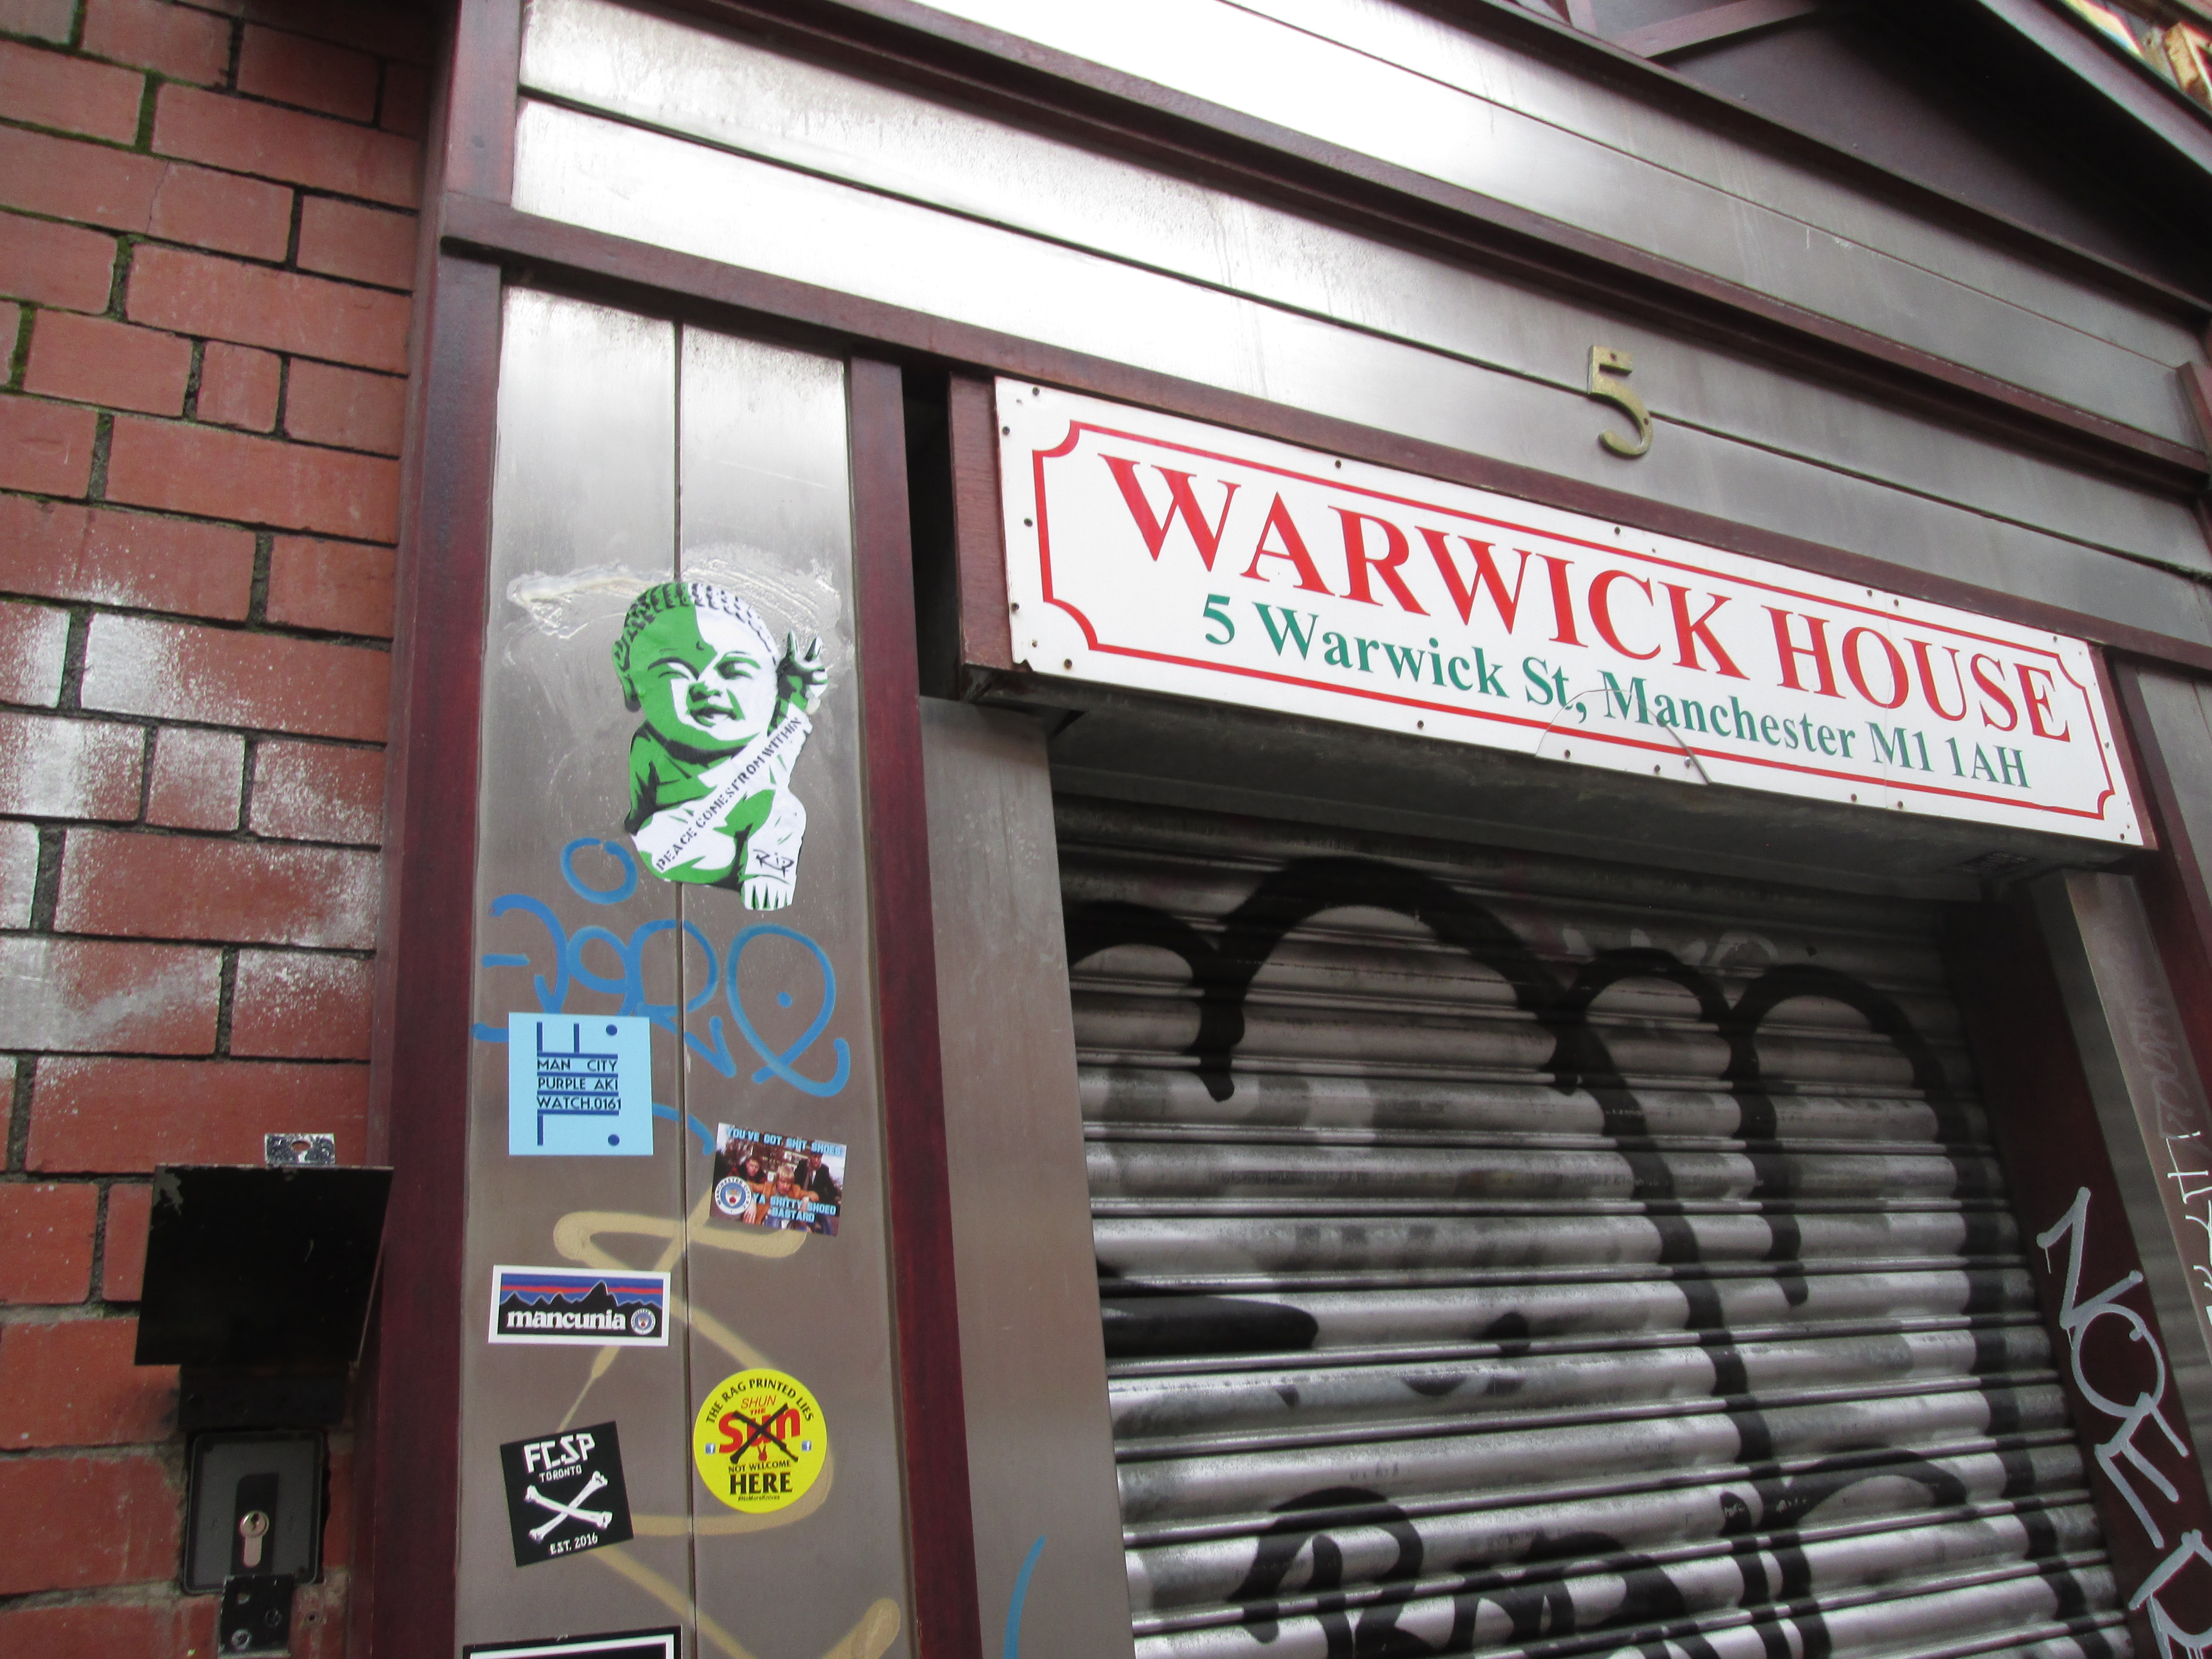 5
WARWICK HOUSE
5 Warwick St, Manchester M1 1AH
PEACE COMES FROM WITHIN
MAN CITY
PURPLE AKI
WATCH.0161
YOU'VE GOT SHIT SHOES
YA SHITTY SHOED
BASTARD
mancunia
THE RAG PRINTED LIES
SHUN
THE
Sun
NOT WELCOME
HERE
#NoMoreKnives
FCSP
TORONTO
EST. 2016